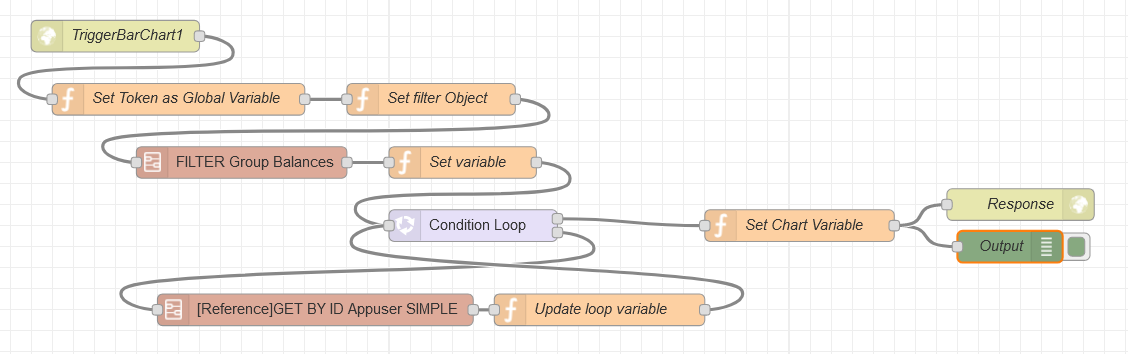 TriggerBarChart1
Set Token as Global Variable
Set filter Object
FILTER Group Balances
Set variable
Condition Loop
Set Chart Variable
Response
Output
[Reference]GET BY ID Appuser SIMPLE
Update loop variable